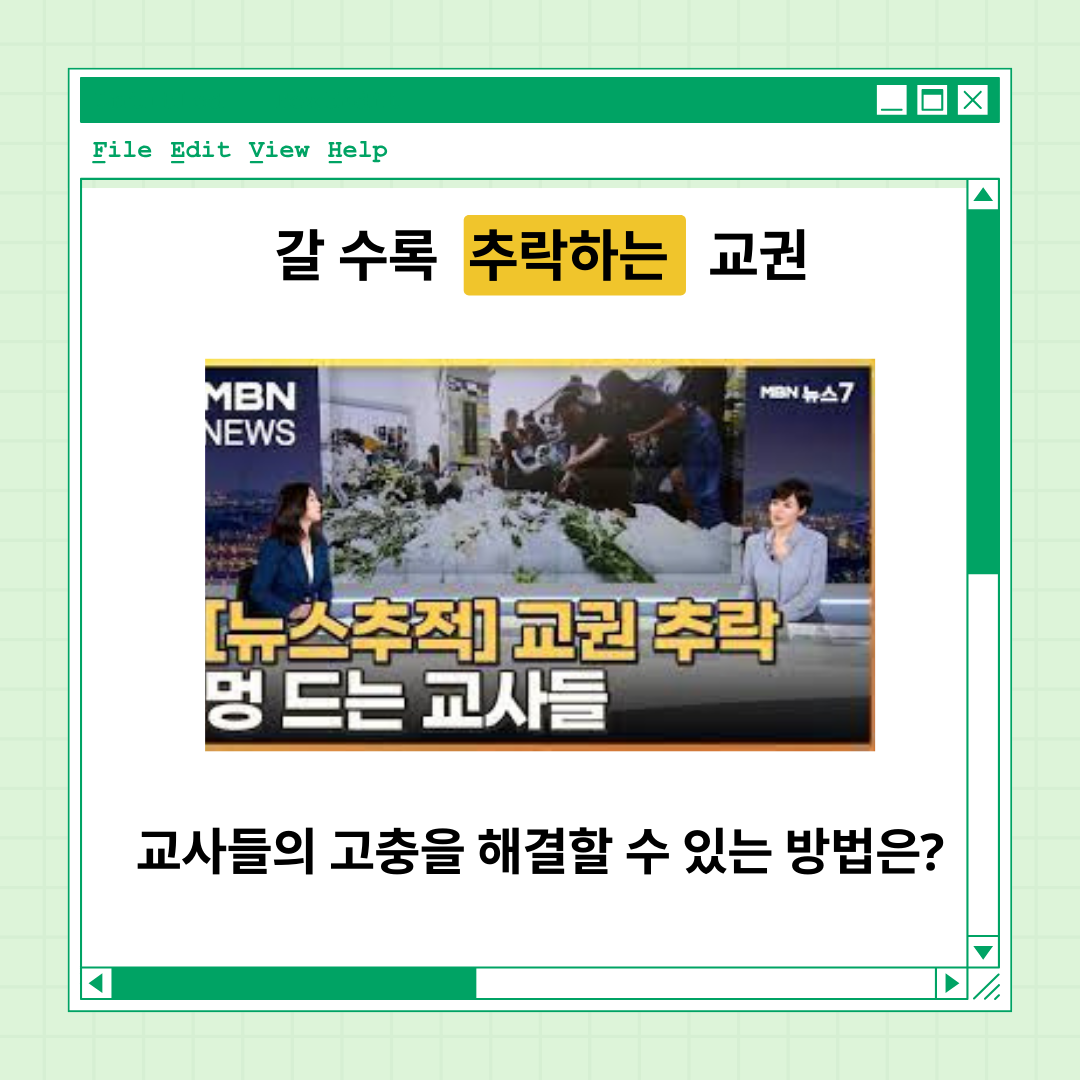 File Edit View Help
갈 수록 추락하는 교권
MBN
NEWS
MBN 뉴스7
[뉴스추적] 교권 추락
멍 드는 교사들
교사들의 고충을 해결할 수 있는 방법은?